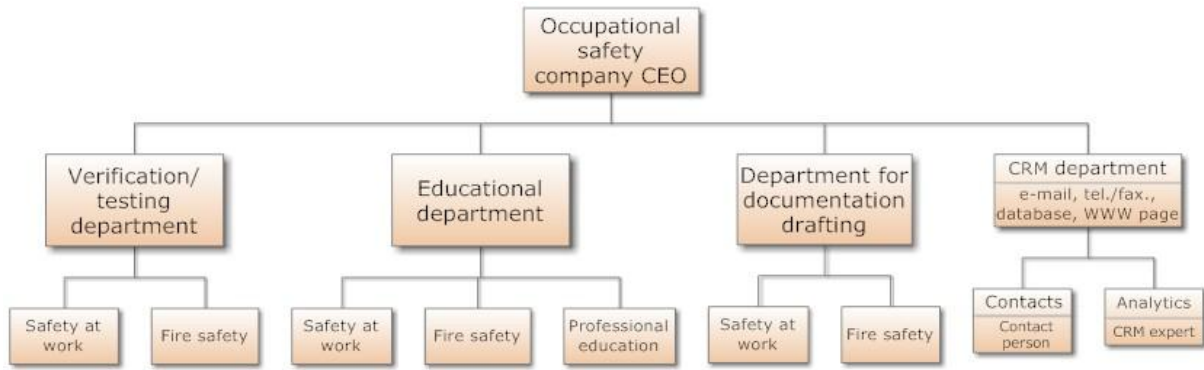 Occupational
safety
company CEO
Verification/
testing
department
Educational
department
Department for
documentation
drafting
CRM department
e-mail, tel./fax.,
database, WWW page
Safety at
work
Fire safety
Safety at
work
Fire safety
Professional
education
Safety at
work
Fire safety
Contacts
Contact
person
Analytics
CRM expert